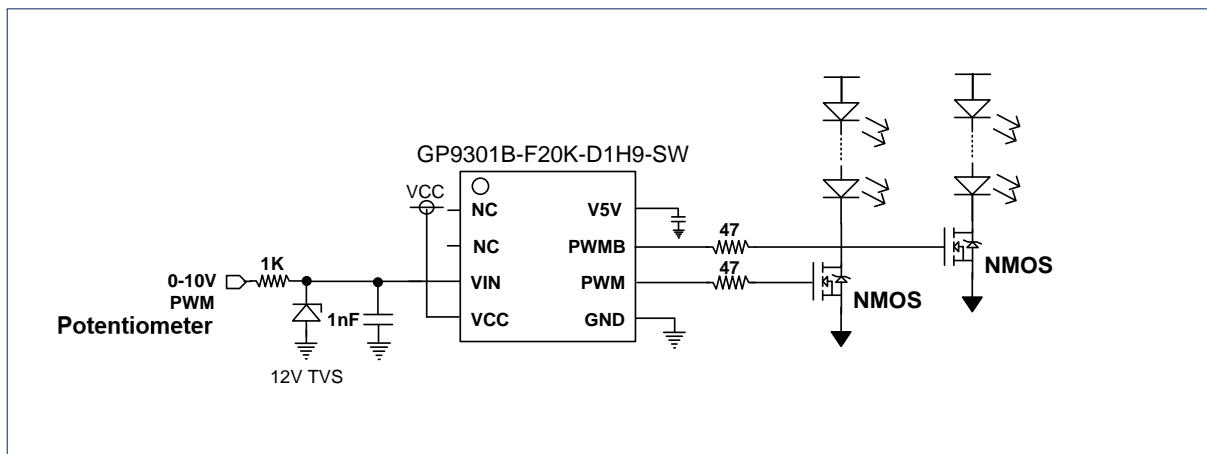 GP9301B-F20K-D1H9-SW
VCC
NC
V5V
NC
PWMB
47
1K
0-10V
PWM
Potentiometer
VIN
PWM
47
NMOS
NMOS
1nF
VCC
GND
12V TVS